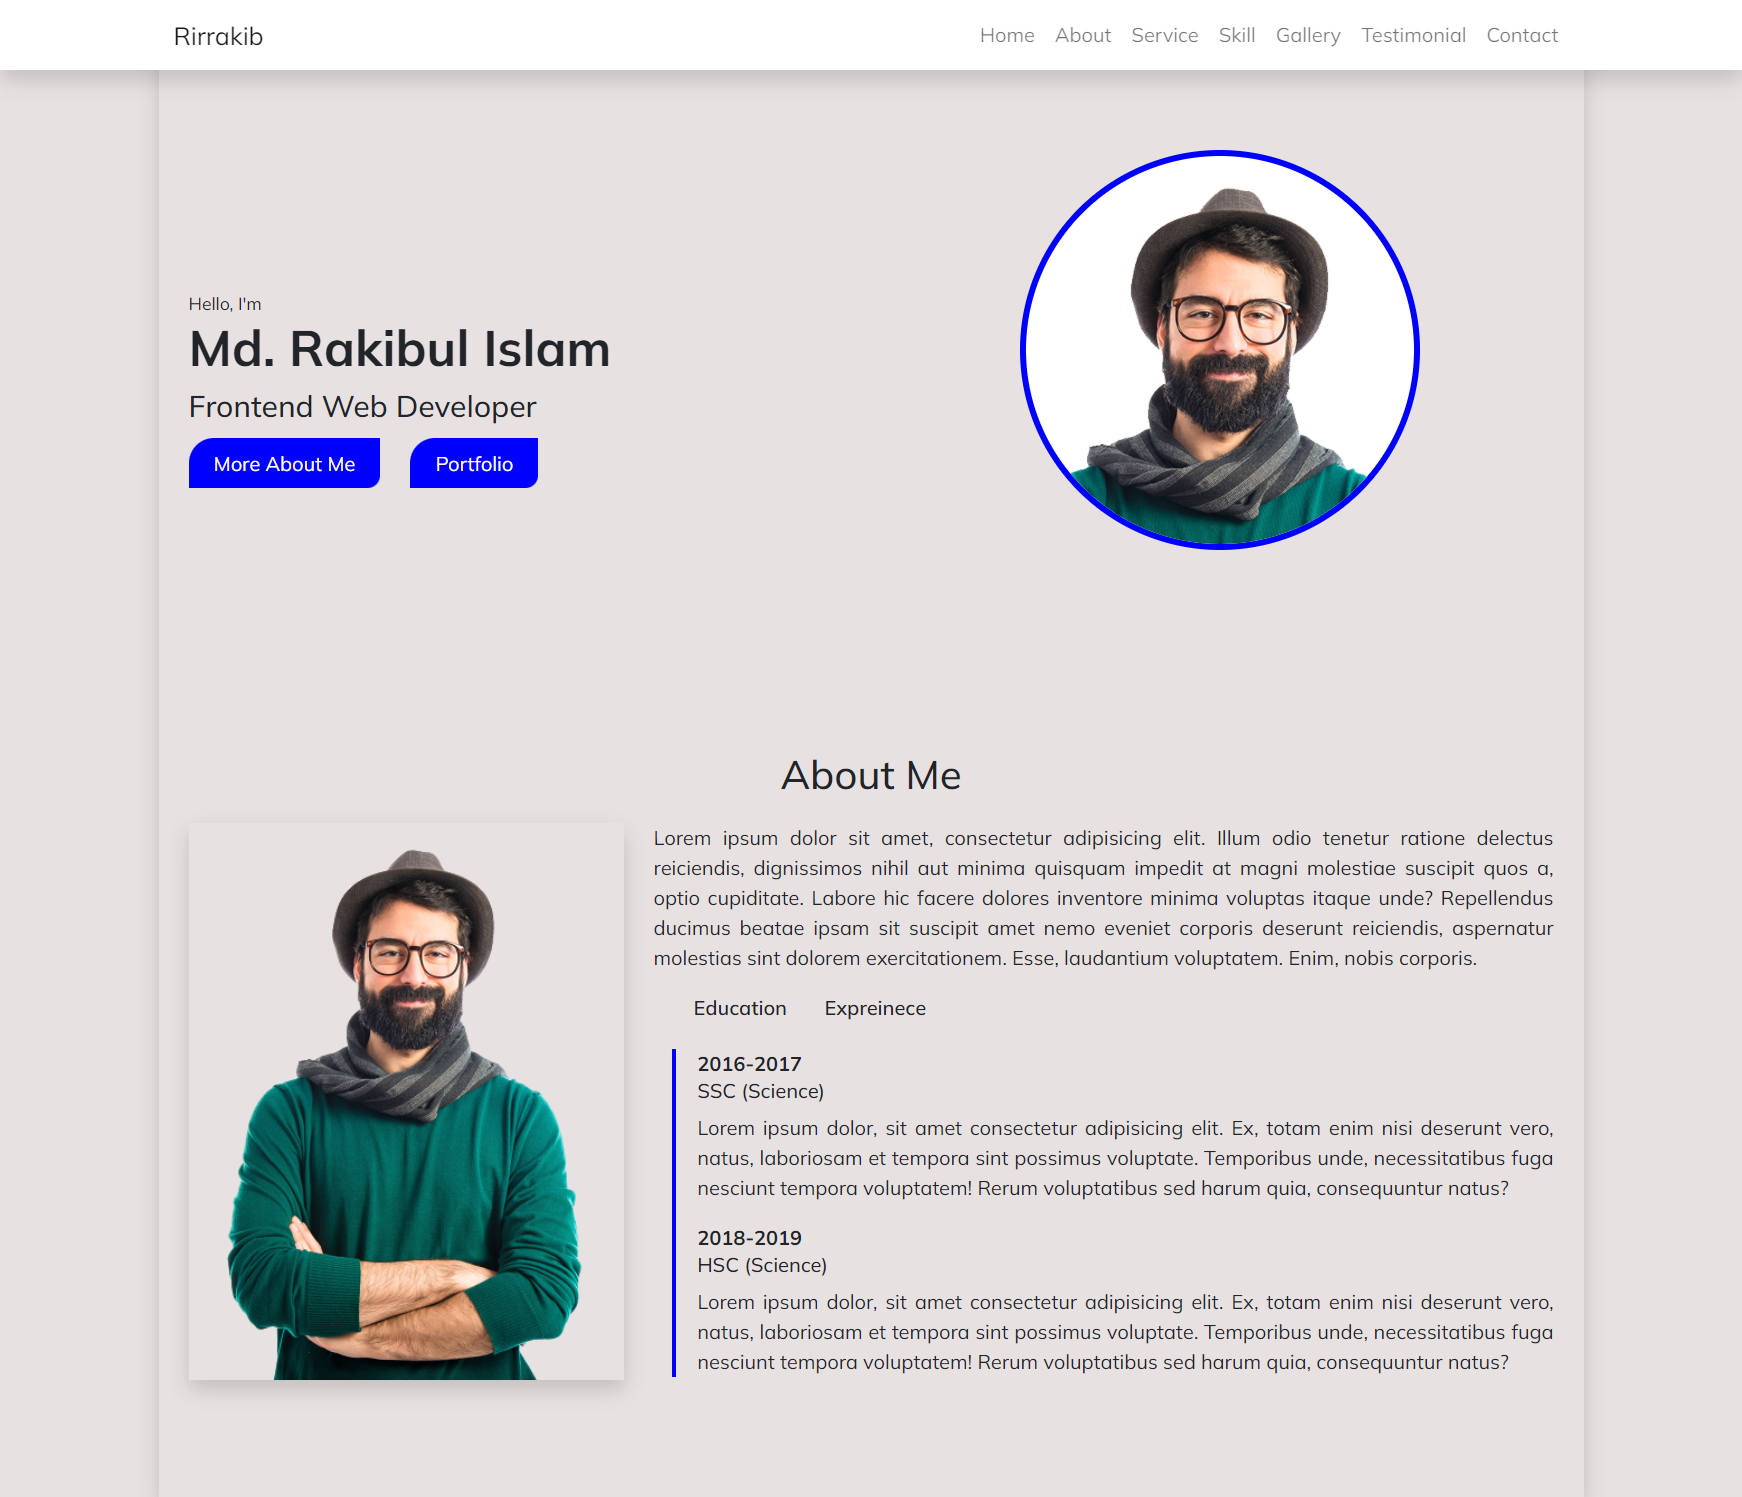 Rirrakib
Home About Service Skill Gallery Testimonial Contact
Hello, I'm
Md. Rakibul Islam
Frontend Web Developer
More About Me Portfolio
About Me
Lorem ipsum dolor sit amet, consectetur adipisicing elit. Illum odio tenetur ratione delectus
reiciendis, dignissimos nihil aut minima quisquam impedit at magni molestiae suscipit quos a,
optio cupiditate. Labore hic facere dolores inventore minima voluptas itaque unde? Repellendus
ducimus beatae ipsam sit suscipit amet nemo eveniet corporis deserunt reiciendis, aspernatur
molestias sint dolorem exercitationem. Esse, laudantium voluptatem. Enim, nobis corporis.
Education Expreinece
2016-2017
SSC (Science)
Lorem ipsum dolor, sit amet consectetur adipisicing elit. Ex, totam enim nisi deserunt vero,
natus, laboriosam et tempora sint possimus voluptate. Temporibus unde, necessitatibus fuga
nesciunt tempora voluptatem! Rerum voluptatibus sed harum quia, consequuntur natus?
2018-2019
HSC (Science)
Lorem ipsum dolor, sit amet consectetur adipisicing elit. Ex, totam enim nisi deserunt vero,
natus, laboriosam et tempora sint possimus voluptate. Temporibus unde, necessitatibus fuga
nesciunt tempora voluptatem! Rerum voluptatibus sed harum quia, consequuntur natus?